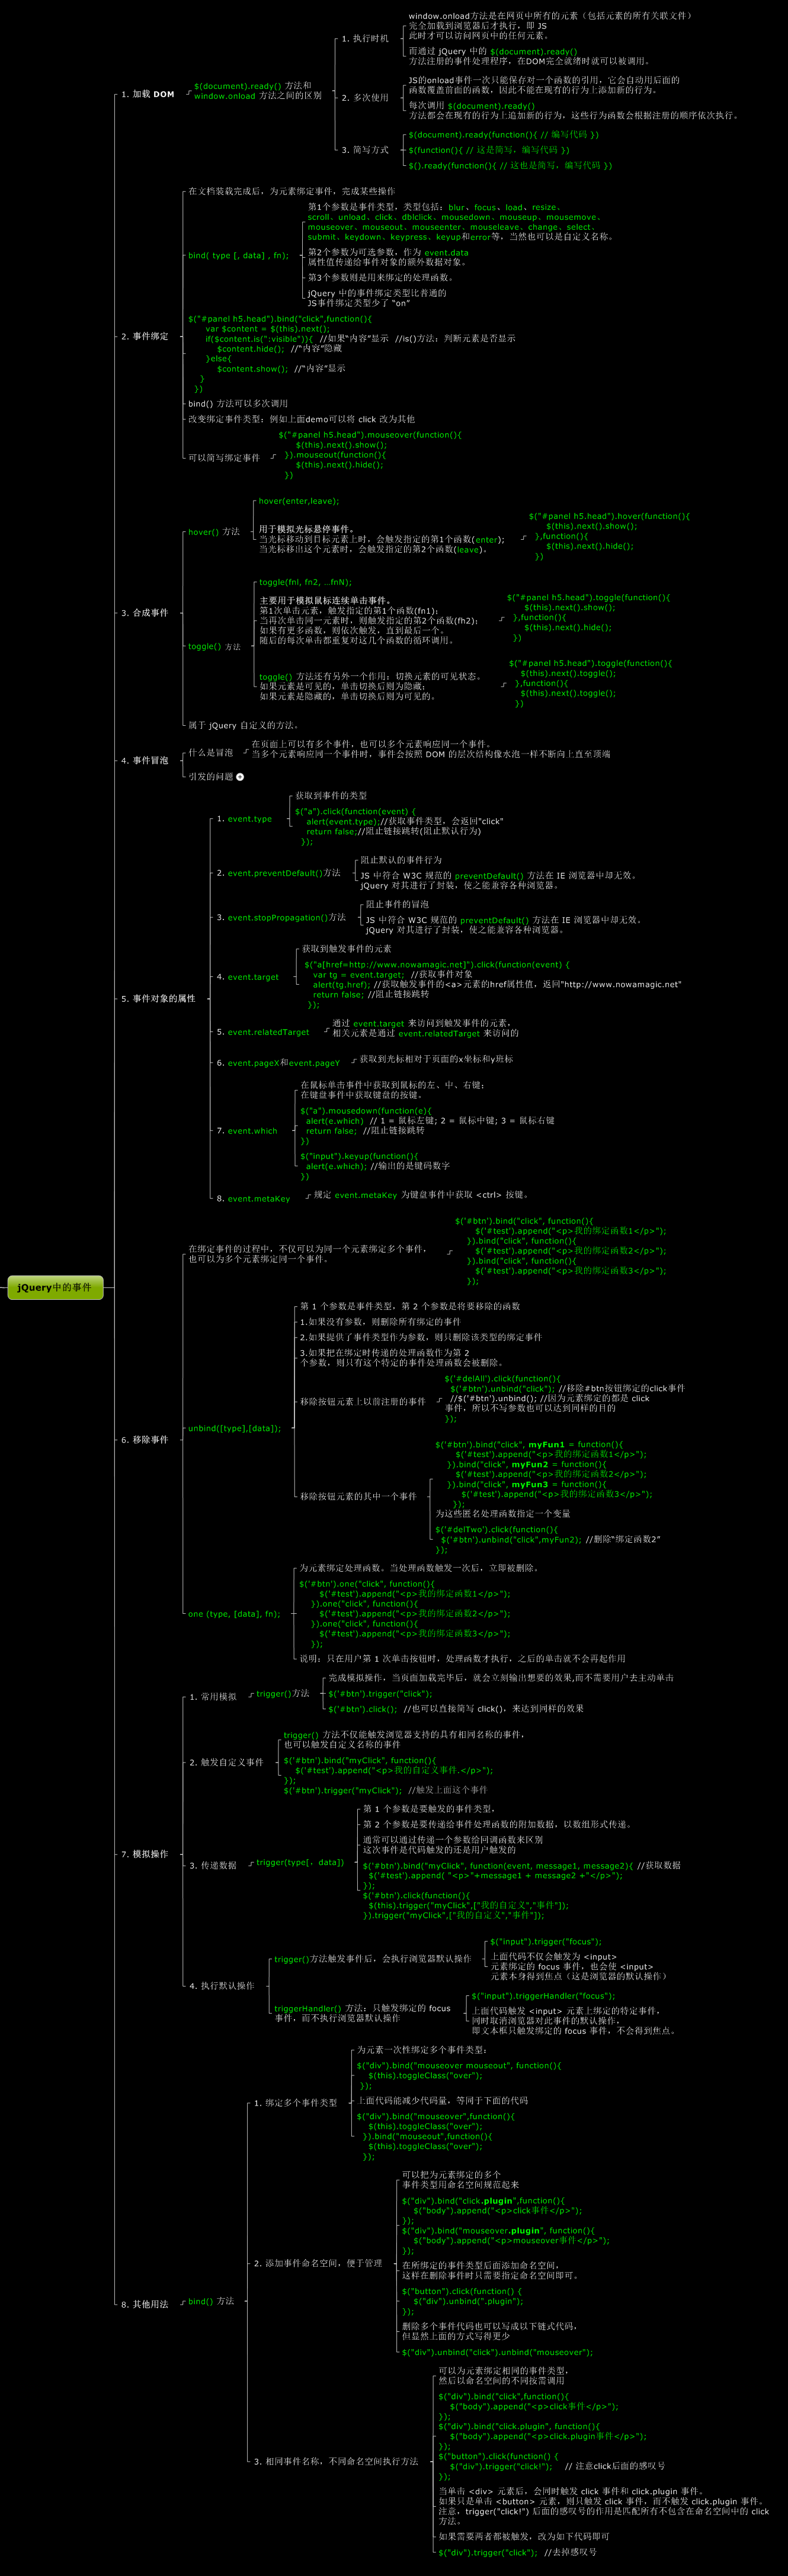 jQuery中的事件
1. 加载 DOM
$(document).ready() 方法和
window.onload 方法之间的区别
1. 执行时机
window.onload方法是在网页中所有的元素（包括元素的所有关联文件）
完全加载到浏览器后才执行，即 JS
此时才可以访问网页中的任何元素。
而通过 jQuery 中的 $(document).ready()
方法注册的事件处理程序，在DOM完全就绪时就可以被调用。
2. 多次使用
JS的onload事件一次只能保存对一个函数的引用，它会自动用后面的
函数覆盖前面的函数，因此不能在现有的行为上添加新的行为．
每次调用 $(document).ready()
方法都会在现有的行为上追加新的行为，这些行为函数会根据注册的顺序依次执行。
3. 简写方式
$(document).ready(function(){ // 编写代码 })
$(function(){ // 这是简写，编写代码 })
$().ready(function(){ // 这也是简写，编写代码 })
2. 事件绑定
在文档装载完成后，为元素绑定事件，完成某些操作
bind( type [, data] , fn);
第1个参数是事件类型，类型包括：blur、focus、load、resize、
scroll、unload、click、dblclick、mousedown、mouseup、mousemove、
mouseover、mouseout、mouseenter、mouseleave、change、select、
submit、keydown、keypress、keyup和error等，当然也可以是自定义名称。
第2个参数为可选参数，作为 event.data
属性值传递给事件对象的额外数据对象。
第3个参数则是用来绑定的处理函数。
jQuery 中的事件绑定类型比普通的
JS事件绑定类型少了 “on”
$("#panel h5.head").bind("click",function(){
var $content = $(this).next();
if($content.is(":visible")){ //如果“内容”显示 //is()方法：判断元素是否显示
$content.hide(); //“内容”隐藏
}else{
$content.show(); //“内容”显示
}
})
bind() 方法可以多次调用
改变绑定事件类型：例如上面demo可以将 click 改为其他
可以简写绑定事件
$("#panel h5.head").mouseover(function(){
$(this).next().show();
}).mouseout(function(){
$(this).next().hide();
})
3. 合成事件
hover() 方法
hover(enter,leave);
用于模拟光标悬停事件。
当光标移动到目标元素上时，会触发指定的第1个函数(enter);
当光标移出这个元素时，会触发指定的第2个函数(leave)。
$("#panel h5.head").hover(function(){
$(this).next().show();
},function(){
$(this).next().hide();
})
toggle() 方法
toggle(fnl, fn2, …fnN);
主要用于模拟鼠标连续单击事件。
第1次单击元素，触发指定的第1个函数(fn1)；
当再次单击同一元素时，则触发指定的第2个函数(fh2)；
如果有更多函数，则依次触发，直到最后一个。
随后的每次单击都重复对这几个函数的循环调用。
$("#panel h5.head").toggle(function(){
$(this).next().show();
},function(){
$(this).next().hide();
})
toggle() 方法还有另外一个作用：切换元素的可见状态。
如果元素是可见的，单击切换后则为隐藏；
如果元素是隐藏的，单击切换后则为可见的。
$("#panel h5.head").toggle(function(){
$(this).next().toggle();
},function(){
$(this).next().toggle();
})
属于 jQuery 自定义的方法。
4. 事件冒泡
什么是冒泡
在页面上可以有多个事件，也可以多个元素响应同一个事件。
当多个元素响应同一个事件时，事件会按照 DOM 的层次结构像水泡一样不断向上直至顶端
引发的问题
5. 事件对象的属性
1. event.type
获取到事件的类型
$("a").click(function(event) {
alert(event.type);//获取事件类型，会返回"click"
return false;//阻止链接跳转(阻止默认行为)
});
2. event.preventDefault()方法
阻止默认的事件行为
JS 中符合 W3C 规范的 preventDefault() 方法在 IE 浏览器中却无效。
jQuery 对其进行了封装，使之能兼容各种浏览器。
3. event.stopPropagation()方法
阻止事件的冒泡
JS 中符合 W3C 规范的 preventDefault() 方法在 IE 浏览器中却无效。
jQuery 对其进行了封装，使之能兼容各种浏览器。
4. event.target
获取到触发事件的元素
$("a[href=http://www.nowamagic.net]").click(function(event) {
var tg = event.target; //获取事件对象
alert(tg.href); //获取触发事件的<a>元素的href属性值，返回"http://www.nowamagic.net"
return false; //阻止链接跳转
});
5. event.relatedTarget
通过 event.target 来访问到触发事件的元素，
相关元素是通过 event.relatedTarget 来访问的
6. event.pageX和event.pageY
获取到光标相对于页面的x坐标和y班标
7. event.which
在鼠标单击事件中获取到鼠标的左、中、右键；
在键盘事件中获取键盘的按键。
$("a").mousedown(function(e){
alert(e.which) // 1 = 鼠标左键; 2 = 鼠标中键; 3 = 鼠标右键
return false; //阻止链接跳转
})
$("input").keyup(function(){
alert(e.which); //输出的是键码数字
})
8. event.metaKey
规定 event.metaKey 为键盘事件中获取 <ctrl> 按键。
6. 移除事件
在绑定事件的过程中，不仅可以为同一个元素绑定多个事件，
也可以为多个元素绑定同一个事件。
$('#btn').bind("click", function(){
$('#test').append("<p>我的绑定函数1</p>");
}).bind("click", function(){
$('#test').append("<p>我的绑定函数2</p>");
}).bind("click", function(){
$('#test').append("<p>我的绑定函数3</p>");
});
unbind([type],[data]);
第 1 个参数是事件类型，第 2 个参数是将要移除的函数
1.如果没有参数，则删除所有绑定的事件
2.如果提供了事件类型作为参数，则只删除该类型的绑定事件
3.如果把在绑定时传递的处理函数作为第 2
个参数，则只有这个特定的事件处理函数会被删除。
移除按钮元素上以前注册的事件
$('#delAll').click(function(){
$('#btn').unbind("click"); //移除#btn按钮绑定的click事件
//$('#btn').unbind(); //因为元素绑定的都是 click
事件，所以不写参数也可以达到同样的目的
});
移除按钮元素的其中一个事件
$('#btn').bind("click", myFun1 = function(){
$('#test').append("<p>我的绑定函数1</p>");
}).bind("click", myFun2 = function(){
$('#test').append("<p>我的绑定函数2</p>");
}).bind("click", myFun3 = function(){
$('#test').append("<p>我的绑定函数3</p>");
});
为这些匿名处理函数指定一个变量
$('#delTwo').click(function(){
$('#btn').unbind("click",myFun2); //删除“绑定函数2”
});
one (type, [data], fn);
为元素绑定处理函数。当处理函数触发一次后，立即被删除。
$('#btn').one("click", function(){
$('#test').append("<p>我的绑定函数1</p>");
}).one("click", function(){
$('#test').append("<p>我的绑定函数2</p>");
}).one("click", function(){
$('#test').append("<p>我的绑定函数3</p>");
});
说明：只在用户第 1 次单击按钮时，处理函数才执行，之后的单击就不会再起作用
7. 模拟操作
1. 常用模拟
trigger()方法
完成模拟操作，当页面加载完毕后，就会立刻输出想要的效果,而不需要用户去主动单击
$('#btn').trigger("click");
$('#btn').click(); //也可以直接简写 click()，来达到同样的效果
2. 触发自定义事件
trigger() 方法不仅能触发浏览器支持的具有相同名称的事件，
也可以触发自定义名称的事件
$('#btn').bind("myClick", function(){
$('#test').append("<p>我的自定义事件.</p>");
});
$('#btn').trigger("myClick"); //触发上面这个事件
3. 传递数据
trigger(type[，data])
第 1 个参数是要触发的事件类型，
第 2 个参数是要传递给事件处理函数的附加数据，以数组形式传递。
通常可以通过传递一个参数给回调函数来区别
这次事件是代码触发的还是用户触发的
$('#btn').bind("myClick", function(event, message1, message2){ //获取数据
$('#test').append( "<p>"+message1 + message2 +"</p>");
});
$('#btn').click(function(){
$(this).trigger("myClick",["我的自定义","事件"]);
}).trigger("myClick",["我的自定义","事件"]);
4. 执行默认操作
trigger()方法触发事件后，会执行浏览器默认操作
$("input").trigger("focus");
上面代码不仅会触发为 <input>
元素绑定的 focus 事件，也会使 <input>
元素本身得到焦点（这是浏览器的默认操作）
triggerHandler() 方法：只触发绑定的 focus
事件，而不执行浏览器默认操作
$("input").triggerHandler("focus");
上面代码触发 <input> 元素上绑定的特定事件，
同时取消浏览器对此事件的默认操作，
即文本框只触发绑定的 focus 事件，不会得到焦点。
8. 其他用法
bind() 方法
1. 绑定多个事件类型
为元素一次性绑定多个事件类型：
$("div").bind("mouseover mouseout", function(){
$(this).toggleClass("over");
});
上面代码能减少代码量，等同于下面的代码
$("div").bind("mouseover",function(){
$(this).toggleClass("over");
}).bind("mouseout",function(){
$(this).toggleClass("over");
});
2. 添加事件命名空间，便于管理
可以把为元素绑定的多个
事件类型用命名空间规范起来
$("div").bind("click.plugin",function(){
$("body").append("<p>click事件</p>");
});
$("div").bind("mouseover.plugin", function(){
$("body").append("<p>mouseover事件</p>");
});
在所绑定的事件类型后面添加命名空间，
这样在删除事件时只需要指定命名空间即可。
$("button").click(function() {
$("div").unbind(".plugin");
});
删除多个事件代码也可以写成以下链式代码，
但显然上面的方式写得更少
$("div").unbind("click").unbind("mouseover");
3. 相同事件名称，不同命名空间执行方法
可以为元素绑定相同的事件类型，
然后以命名空间的不同按需调用
$("div").bind("click",function(){
$("body").append("<p>click事件</p>");
});
$("div").bind("click.plugin", function(){
$("body").append("<p>click.plugin事件</p>");
});
$("button").click(function() {
$("div").trigger("click!"); // 注意click后面的感叹号
});
当单击 <div> 元素后，会同时触发 click 事件和 click.plugin 事件。
如果只是单击 <button> 元素，则只触发 click 事件，而不触发 click.plugin 事件。
注意，trigger("click!") 后面的感叹号的作用是匹配所有不包含在命名空间中的 click
方法。
如果需要两者都被触发，改为如下代码即可
$("div").trigger("click"); //去掉感叹号